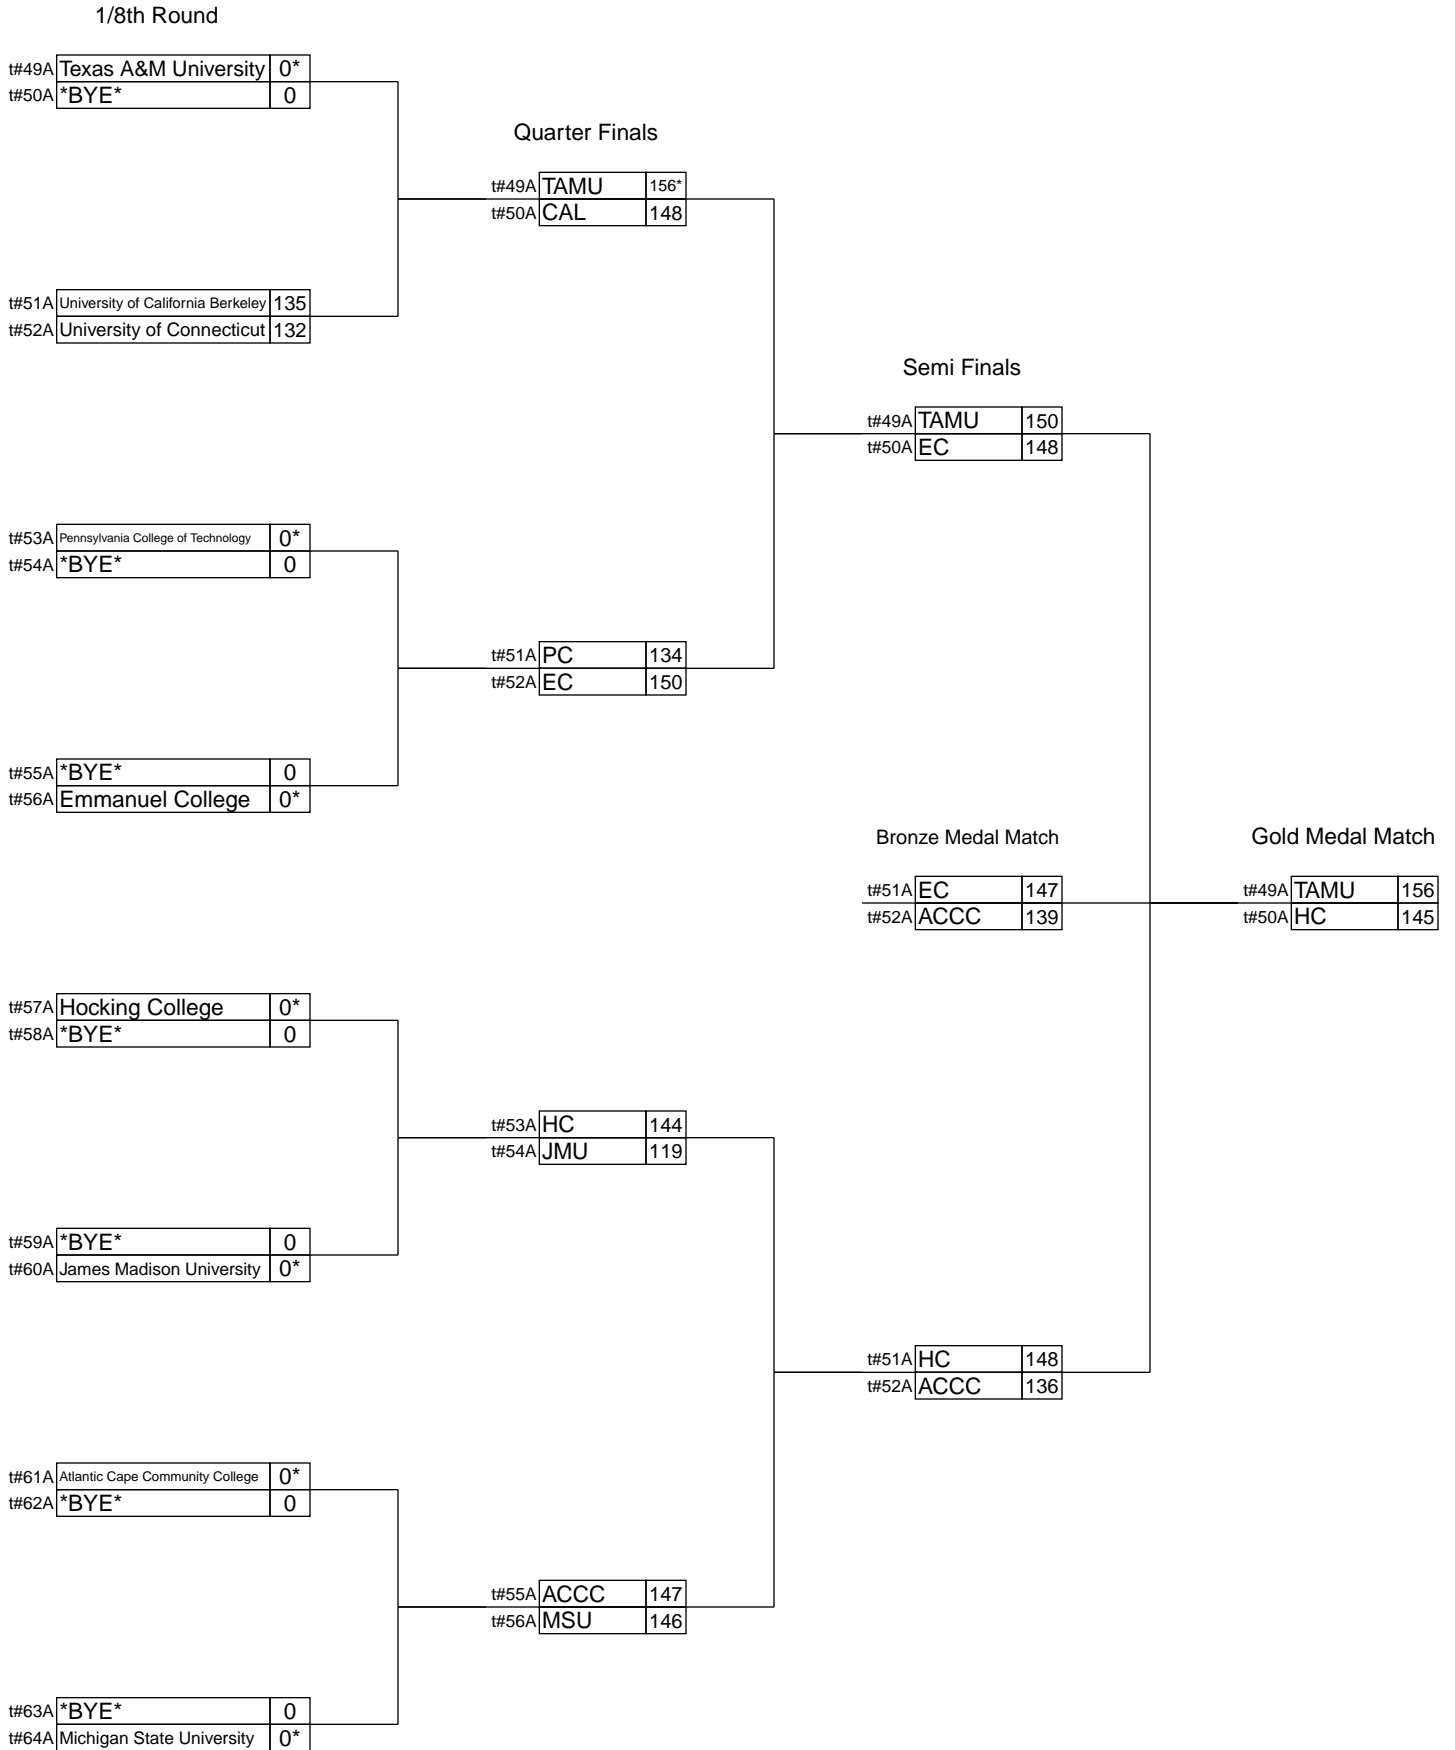 1/8th Round
t#49A Texas A&M University 0*
t#50A *BYE* 0
Quarter Finals
t#49A TAMU 156*
t#50A CAL 148
t#51A University of California Berkeley 135
t#52A University of Connecticut 132
Semi Finals
t#49A TAMU 150
t#50A EC 148
t#53A Pennsylvania College of Technology 0*
t#54A *BYE* 0
t#51A PC 134
t#52A EC 150
t#55A *BYE* 0
t#56A Emmanuel College 0*
Bronze Medal Match
t#51A EC 147
t#52A ACCC 139
Gold Medal Match
t#49A TAMU 156
t#50A HC 145
t#57A Hocking College 0*
t#58A *BYE* 0
t#53A HC 144
t#54A JMU 119
t#59A *BYE* 0
t#60A James Madison University 0*
t#51A HC 148
t#52A ACCC 136
t#61A Atlantic Cape Community College 0*
t#62A *BYE* 0
t#55A ACCC 147
t#56A MSU 146
t#63A *BYE* 0
t#64A Michigan State University 0*